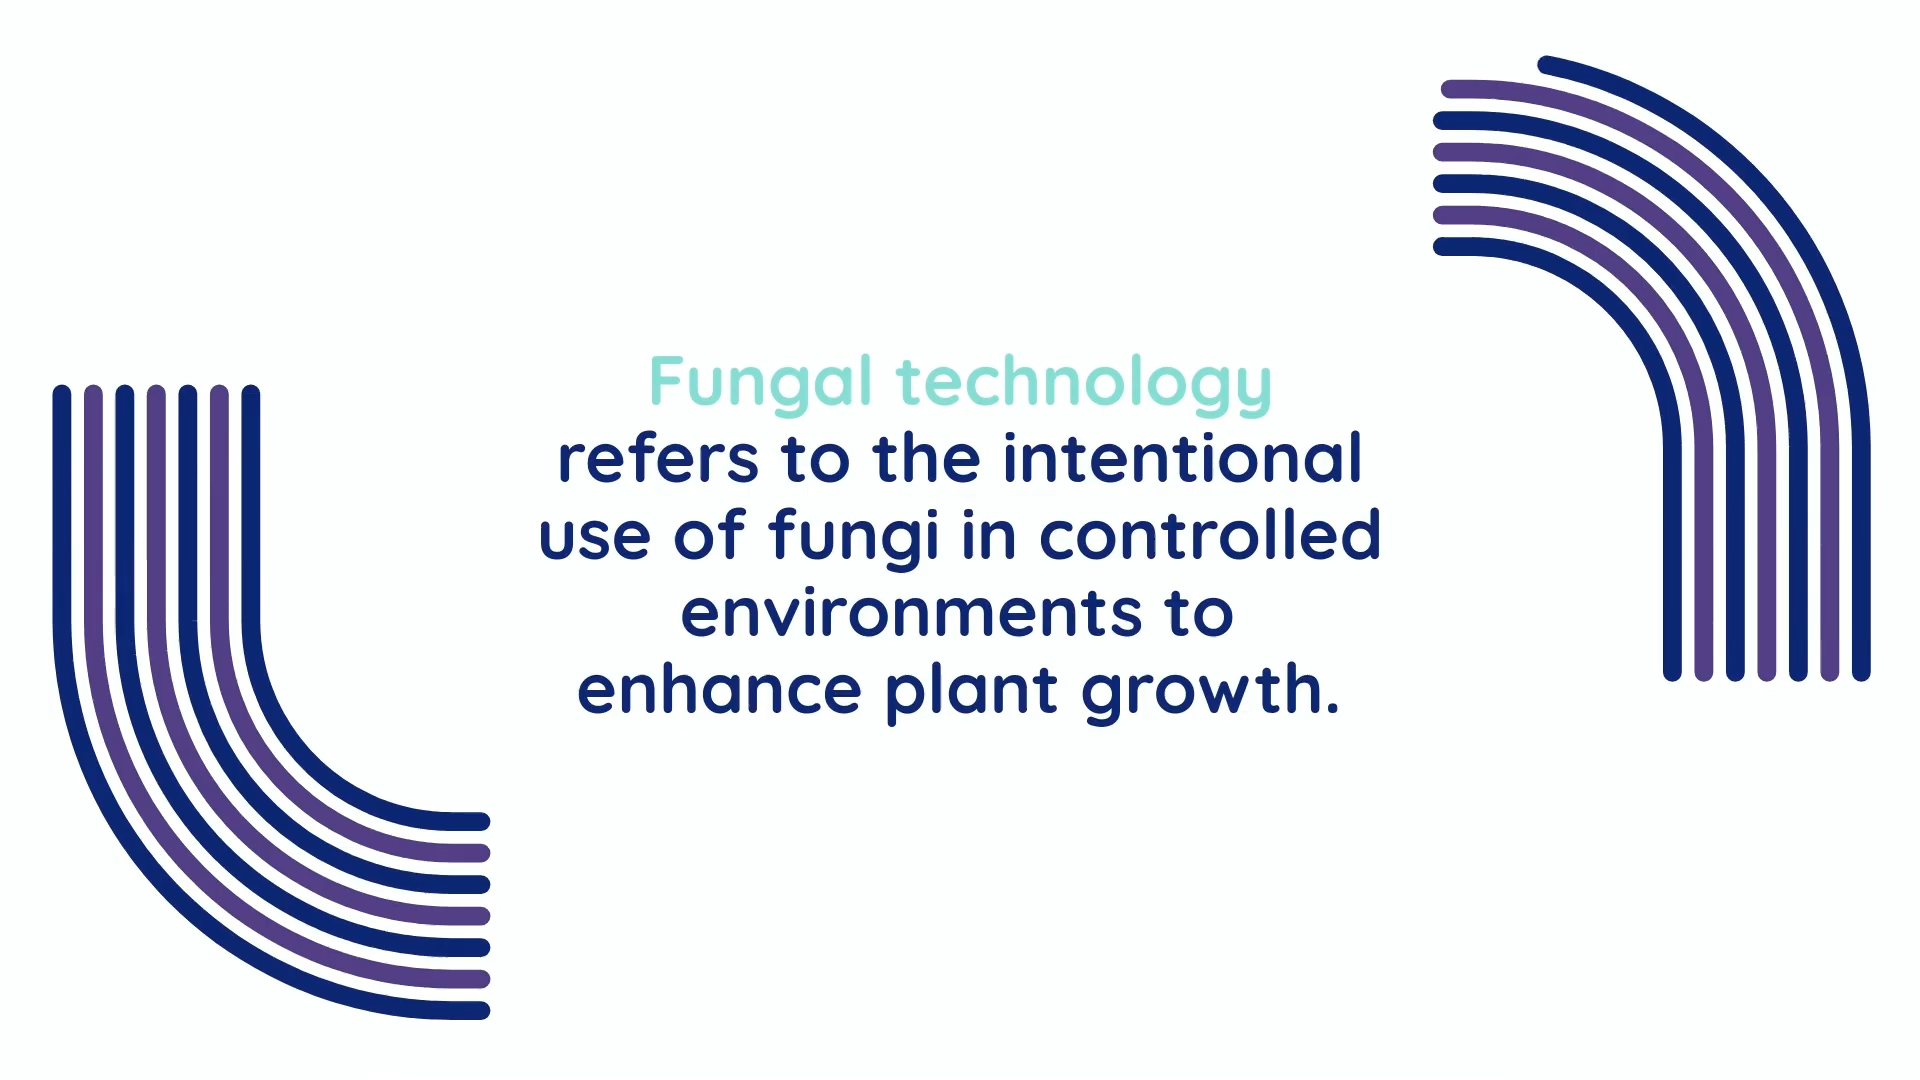 Fungal technology
refers to the intentional
use of fungi in controlled
environments to
enhance plant growth.